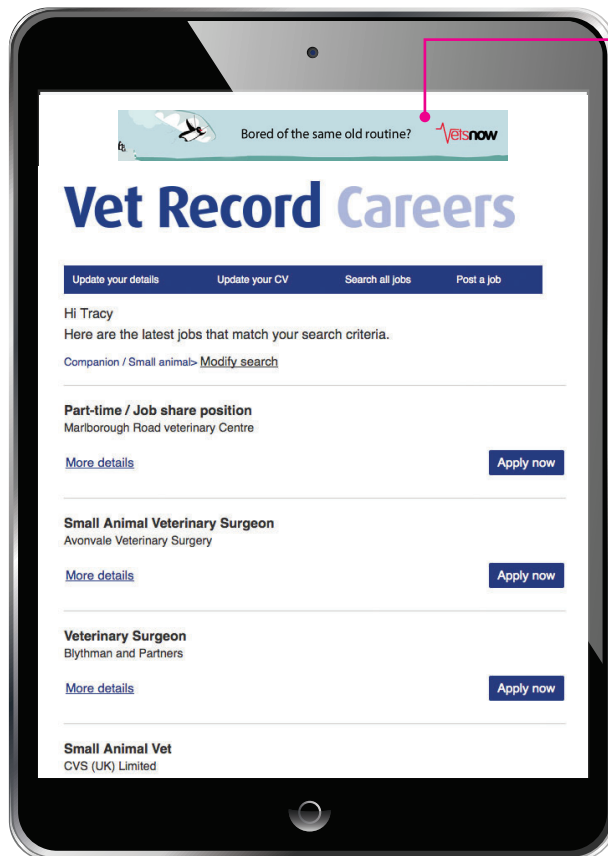 Bored of the same old routine?
vetsnow
Vet Record Careers
Update your details Update your CV Search all jobs Post a job
Hi Tracy
Here are the latest jobs that match your search criteria.
Companion / Small animal> Modify search
Part-time / Job share position
Marlborough Road veterinary Centre
More details Apply now
Small Animal Veterinary Surgeon
Avonvale Veterinary Surgery
More details Apply now
Veterinary Surgeon
Blythman and Partners
More details Apply now
Small Animal Vet
CVS (UK) Limited